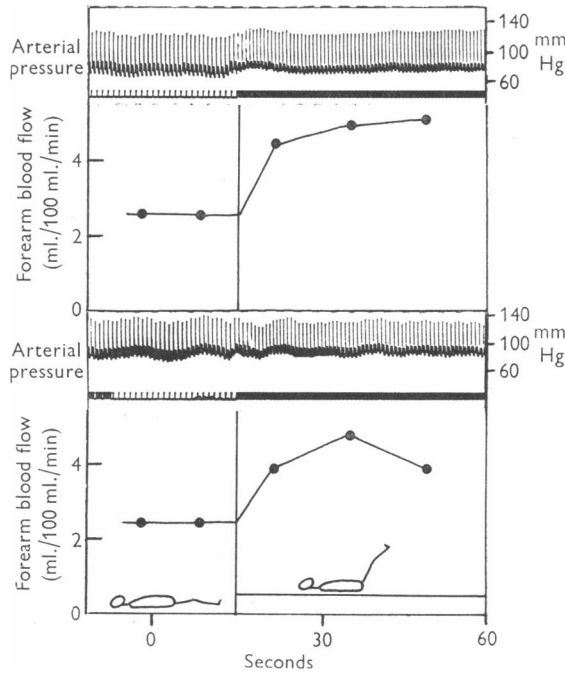 140
Arterial
pressure
100
mm
Hg
60
Forearm blood flow
(ml./100 ml./min)
4
2
0
140
Arterial
pressure
100
mm
Hg
60
Forearm blood flow
(ml./100 ml./min)
4
2
0
0
30
60
Seconds